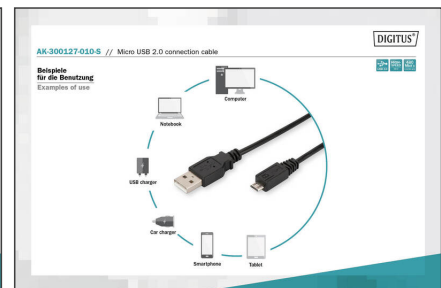 DIGITUS®
AK-300127-010-S // Micro USB 2.0 connection cable
Beispiele
für die Benutzung
Examples of use
Computer
Notebook
USB charger
Car charger
Smartphone
Tablet